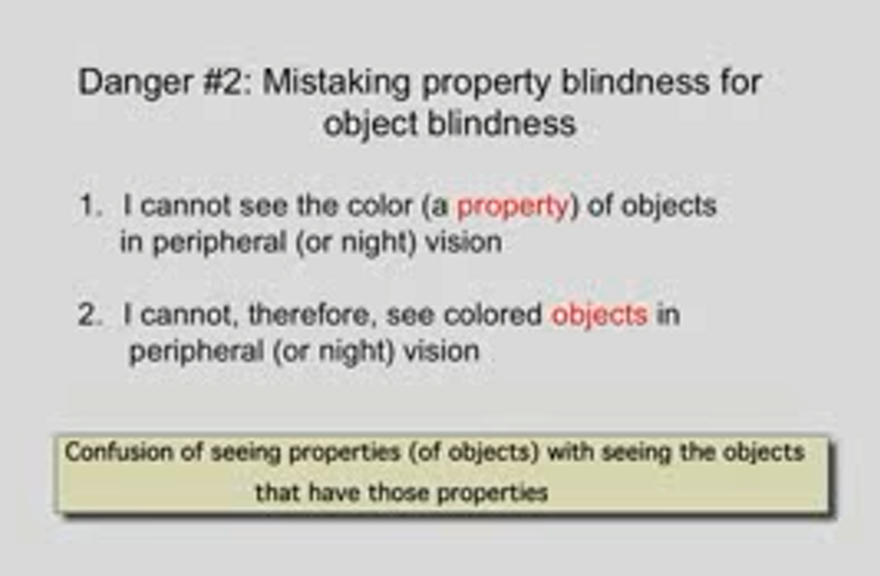 Danger #2: Mistaking property blindness for
object blindness
1. I cannot see the color (a property) of objects
in peripheral (or night) vision
2. I cannot, therefore, see colored objects in
peripheral (or night) vision
Confusion of seeing properties (of objects) with seeing the objects
that have those properties